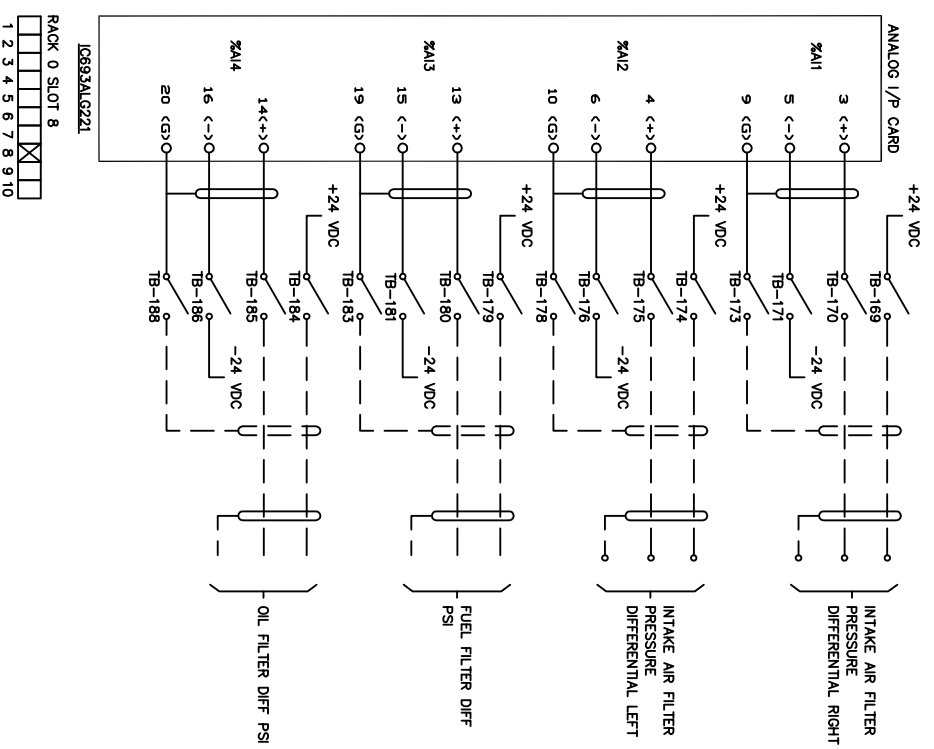 ANALOG I/P CARD
%AI1
3 (+)
5 (-)
9 (G)
+24 VDC
TB-169
TB-170
TB-171
TB-173
-24 VDC
INTAKE AIR FILTER
PRESSURE
DIFFERENTIAL RIGHT
%AI2
4 (+)
6 (-)
10 (G)
+24 VDC
TB-174
TB-175
TB-176
TB-178
-24 VDC
INTAKE AIR FILTER
PRESSURE
DIFFERENTIAL LEFT
%AI3
13 (+)
15 (-)
19 (G)
+24 VDC
TB-179
TB-180
TB-181
TB-183
-24 VDC
FUEL FILTER DIFF
PSI
%AI4
14(+)
16 (-)
20 (G)
+24 VDC
TB-184
TB-185
TB-186
TB-188
-24 VDC
OIL FILTER DIFF PSI
IC693ALG221
RACK 0 SLOT 8
1 2 3 4 5 6 7 8 9 10